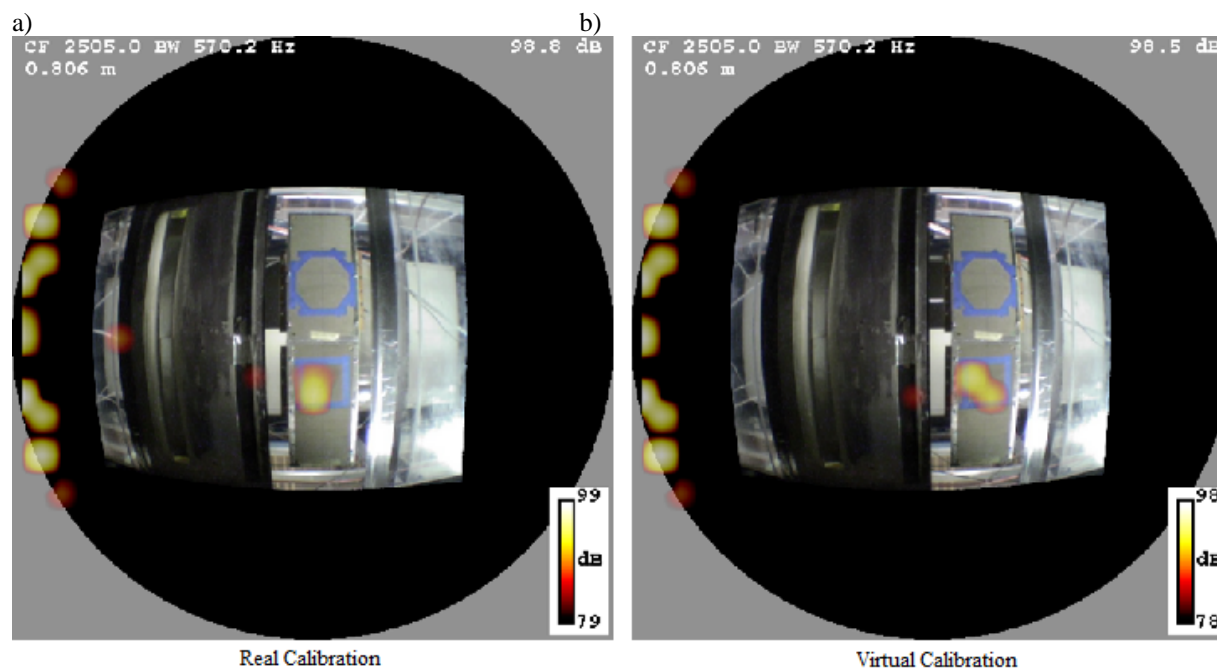 a)
CF 2505.0 BW 570.2 Hz 98.8 dB
0.806 m
99
dB
79
Real Calibration
b)
CF 2505.0 BW 570.2 Hz 98.5 dB
0.806 m
98
dB
78
Virtual Calibration